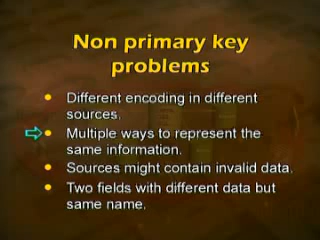 Non primary key
problems
Different encoding in different
sources.
Multiple ways to represent the
same information.
Sources might contain invalid data.
Two fields with different data but
same name.